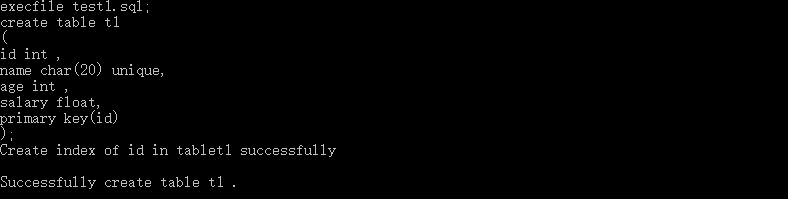 execfile test1.sql;
create table t1
(
id int ,
name char(20) unique,
age int ,
salary float,
primary key(id)
);
Create index of id in tablet1 successfully
Successfully create table t1 .